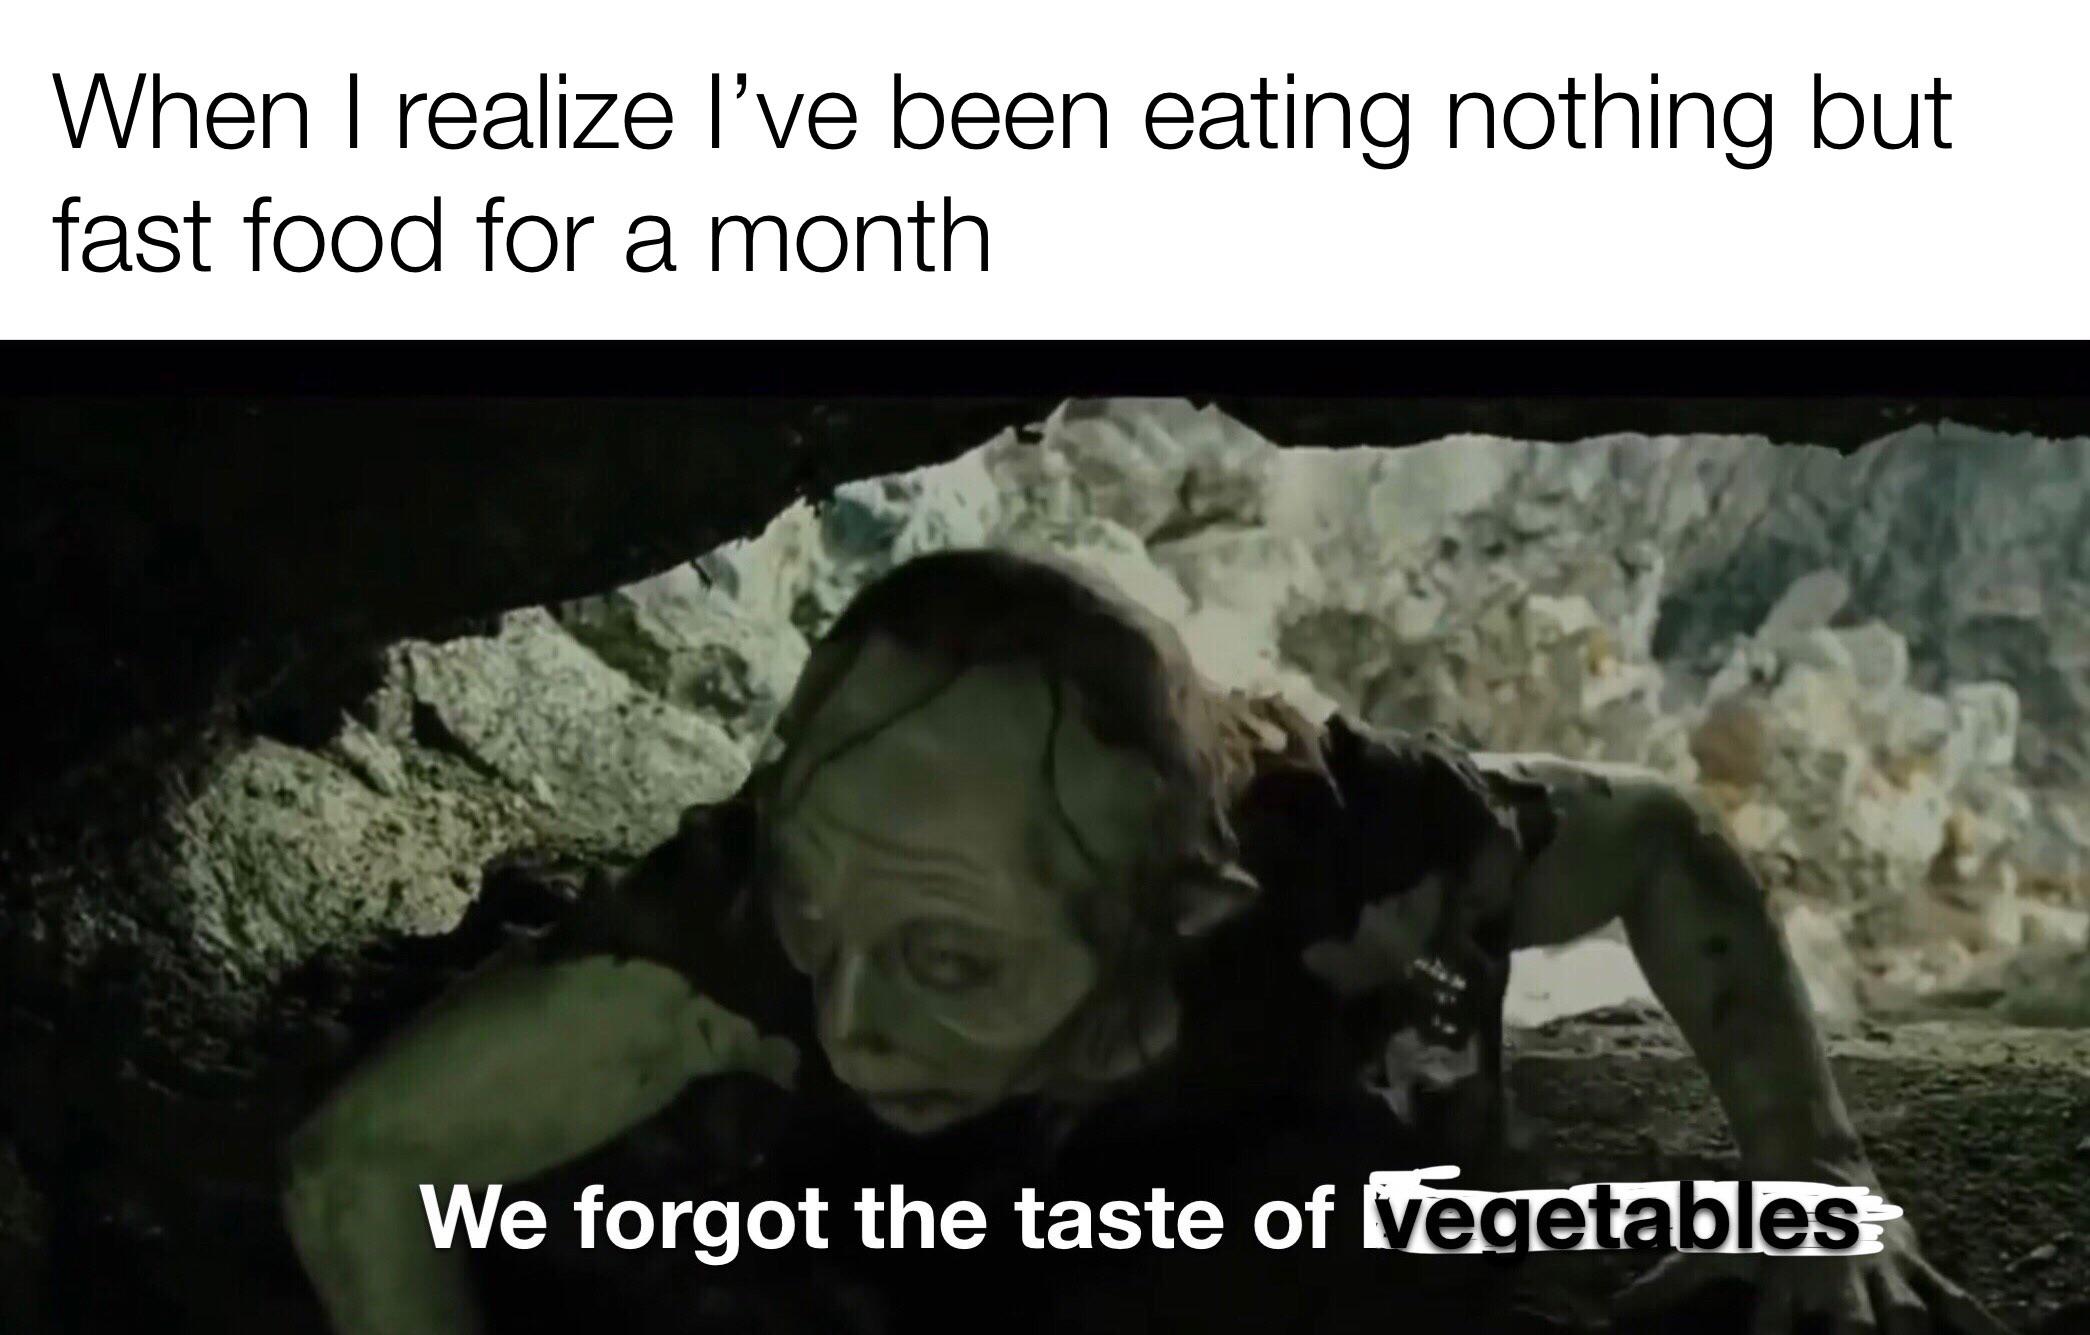 When I realize I’ve been eating nothing but
fast food for a month
We forgot the taste of vegetables